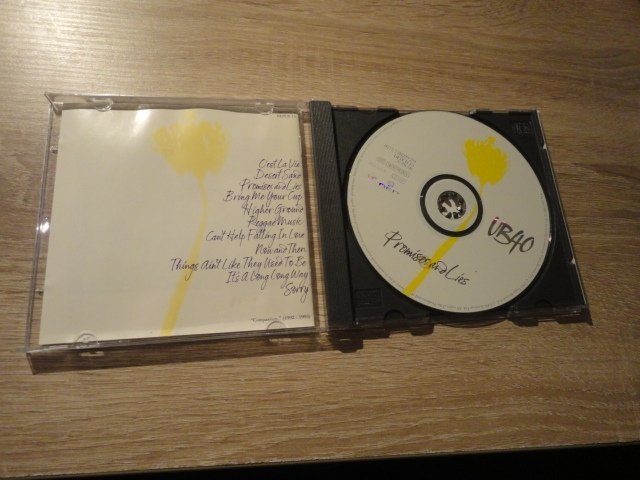 C'est La Vie
Desert Sand
Promises and Lies
Bring Me Your Cup
Higher Ground
Reggae Music
Can't Help Falling In Love
Now and Then
Things Ain't Like They Used To Be
It's A Long Long Way
Sorry
UB40
Promises and Lies